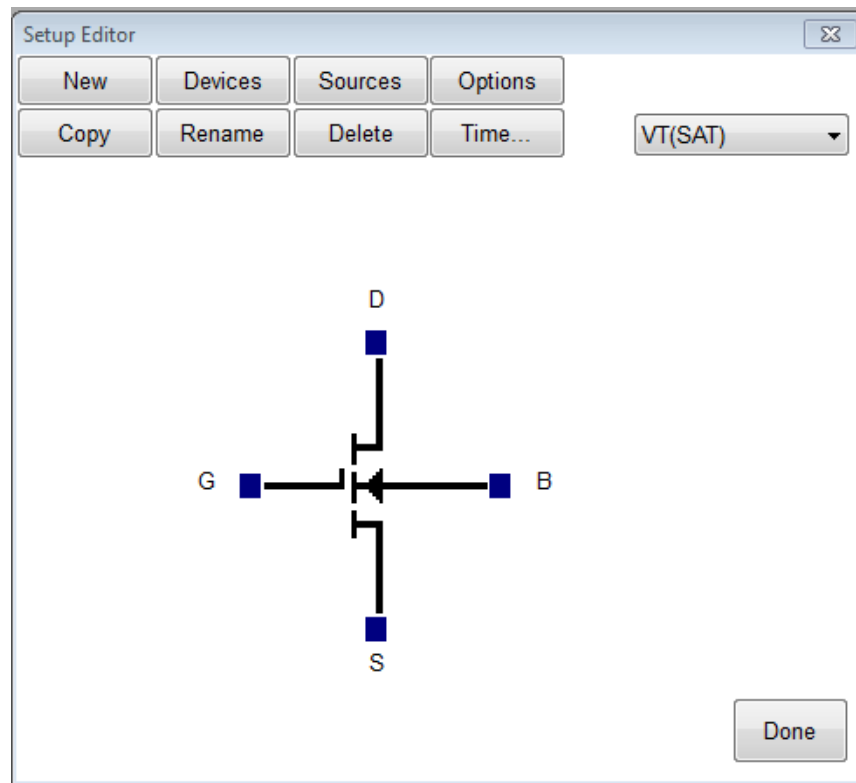 Setup Editor
New Devices Sources Options
Copy Rename Delete Time... VT(SAT)
D
G B
S
Done